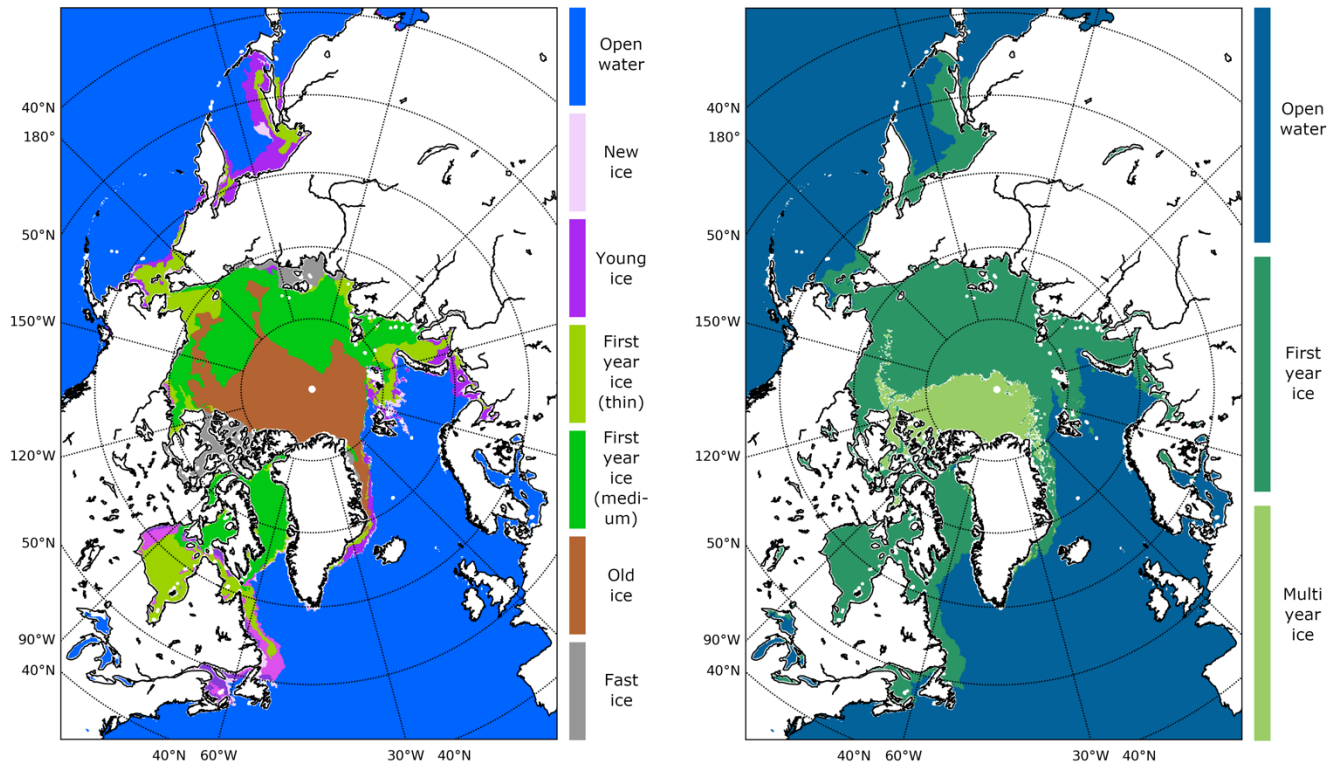 40°N
180°
50°N
150°W
120°W
50°N
90°W
40°N
40°N 60°W
30°W 40°N
Open
water
New
ice
Young
ice
First
year
ice
(thin)
First
year
ice
(medi-
um)
Old
ice
Fast
ice
40°N
180°
50°N
150°W
120°W
50°N
90°W
40°N
40°N 60°W
30°W 40°N
Open
water
First
year
ice
Multi
year
ice